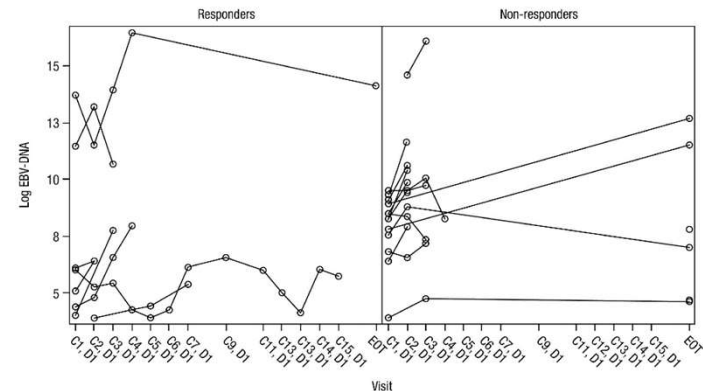 Responders
Non-responders
Log EBV-DNA
15
13
10
8
5
C1, D1
C2, D1
C3, D1
C4, D1
C5, D1
C6, D1
C7, D1
C9, D1
C11, D1
C13, D1
C13, D1
C14, D1
C15, D1
EOT
C1, D1
C2, D1
C3, D1
C4, D1
C5, D1
C6, D1
C7, D1
C9, D1
C11, D1
C12, D1
C13, D1
C14, D1
C15, D1
EOT
Visit